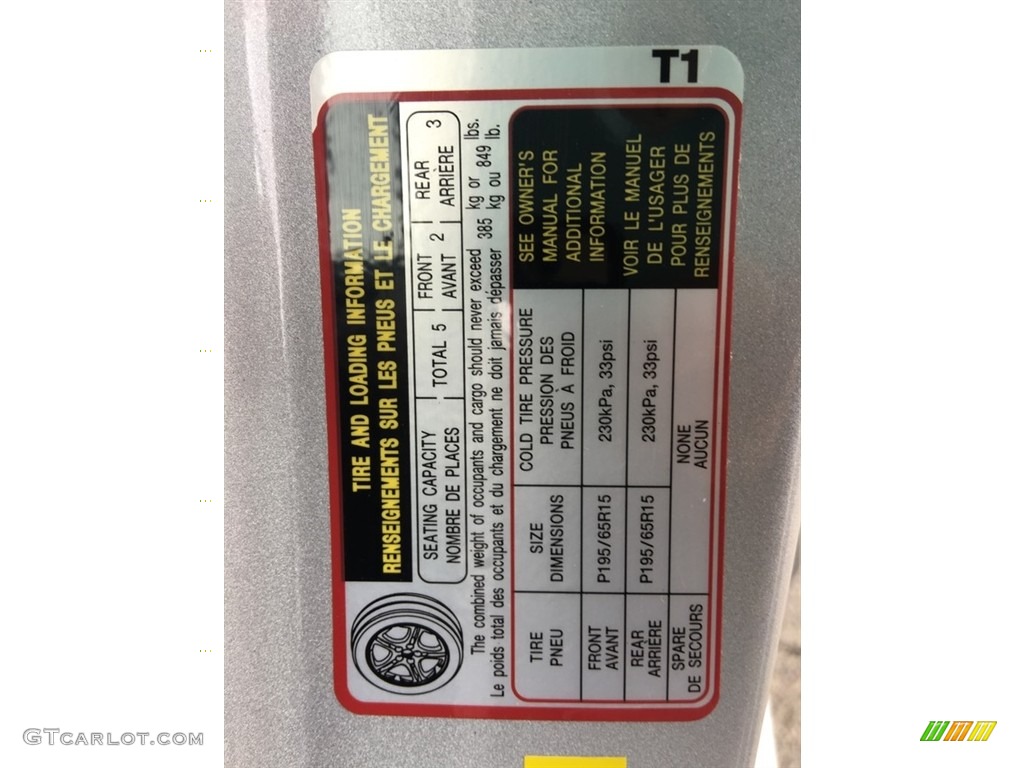 T1
TIRE AND LOADING INFORMATION
RENSEIGNEMENTS SUR LES PNEUS ET LE CHARGEMENT
SEATING CAPACITY
NOMBRE DE PLACES
TOTAL 5
FRONT
AVANT 2
REAR
ARRIÈRE 3
The combined weight of occupants and cargo should never exceed 385 kg or 849 lbs.
Le poids total des occupants et du chargement ne doit jamais dépasser 385 kg ou 849 lb.
TIRE
PNEU
SIZE
DIMENSIONS
COLD TIRE PRESSURE
PRESSION DES
PNEUS À FROID
SEE OWNER'S
MANUAL FOR
ADDITIONAL
INFORMATION
VOIR LE MANUEL
DE L'USAGER
POUR PLUS DE
RENSEIGNEMENTS
FRONT
AVANT
P195/65R15
230kPa, 33psi
REAR
ARRIÈRE
P195/65R15
230kPa, 33psi
SPARE
DE SECOURS
NONE
AUCUN
GTCARLOT.COM